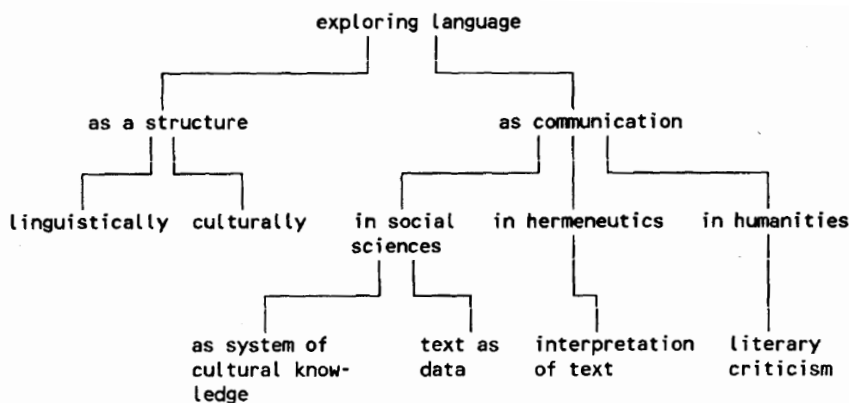 exploring language
as a structure
as communication
linguistically
culturally
in social
sciences
in hermeneutics
in humanities
as system of
cultural know-
ledge
text as
data
interpretation
of text
literary
criticism